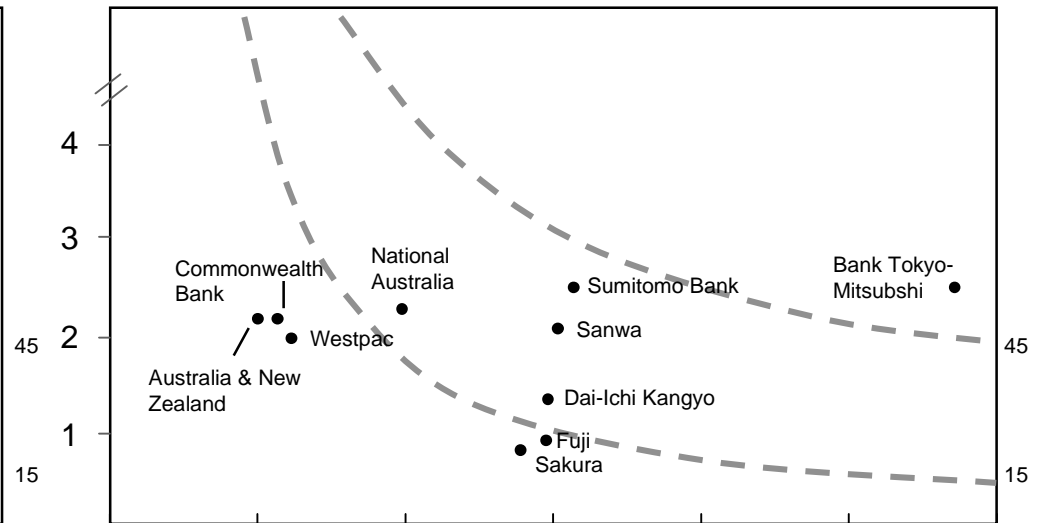 4
3
National
Australia
Commonwealth
Bank
Bank Tokyo-
Mitsubshi
Sumitomo Bank
45
2
Westpac
Sanwa
45
Australia & New
Zealand
Dai-Ichi Kangyo
1
Fuji
Sakura
15
15